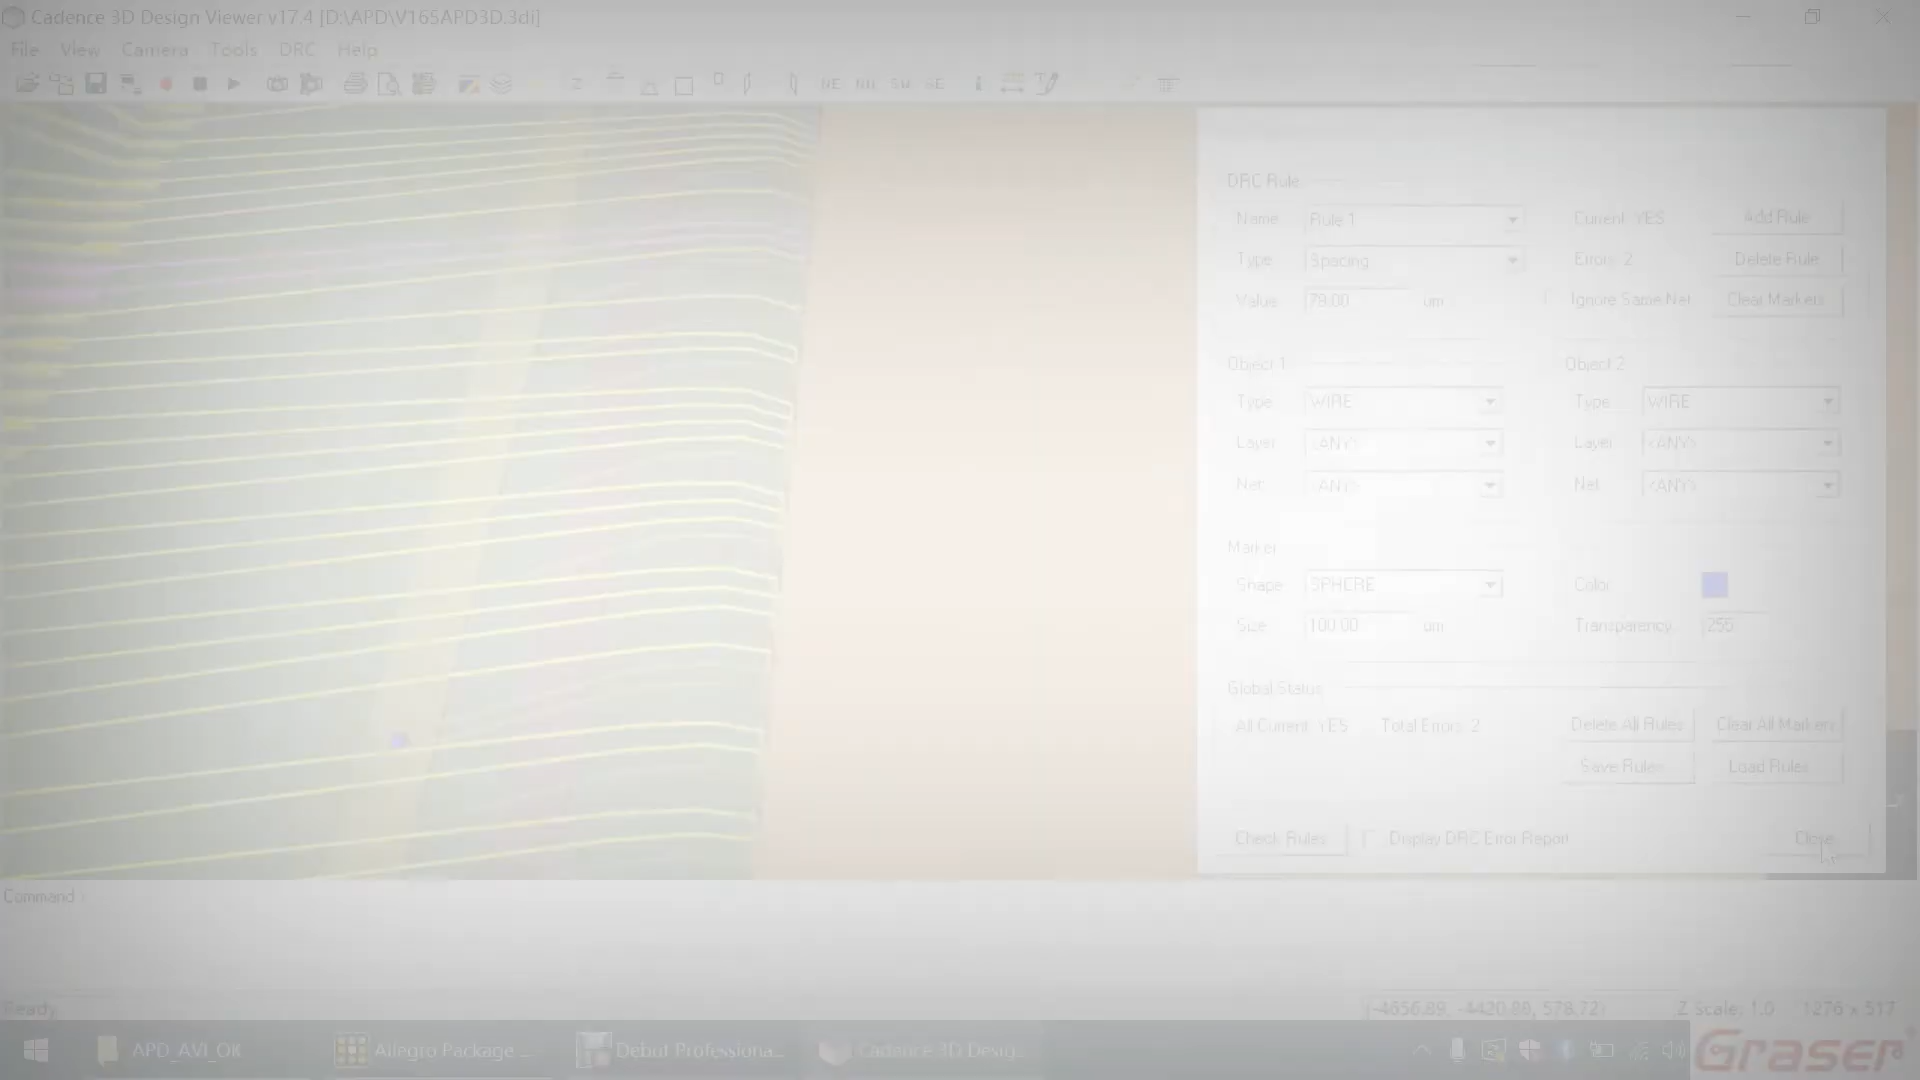 Cadence 3D Design Viewer v17.4 [D:\APD\V165APD3D.3di]
File View Camera Tools DRC Help
Z NE NW SW SE
DRC Rule
Name Rule 1 Current: YES Add Rule
Type Spacing Errors: 2 Delete Rule
Value 78.00 um Ignore Same Net Clear Markers
Object 1 Object 2
Type WIRE Type WIRE
Layer <ANY> Layer <ANY>
Net <ANY> Net <ANY>
Marker
Shape SPHERE Color
Size 100.00 um Transparency 255
Global Status
All Current: YES Total Errors: 2 Delete All Rules Clear All Markers
Save Rules Load Rules
Check Rules Display DRC Error Report Close
Command >
Ready
(-4656.89, -4420.89, 578.72) Z Scale: 1.0 1276 x 517
APD_AVI_OK Allegro Package ... Debut Professiona... Cadence 3D Desig...
Graser